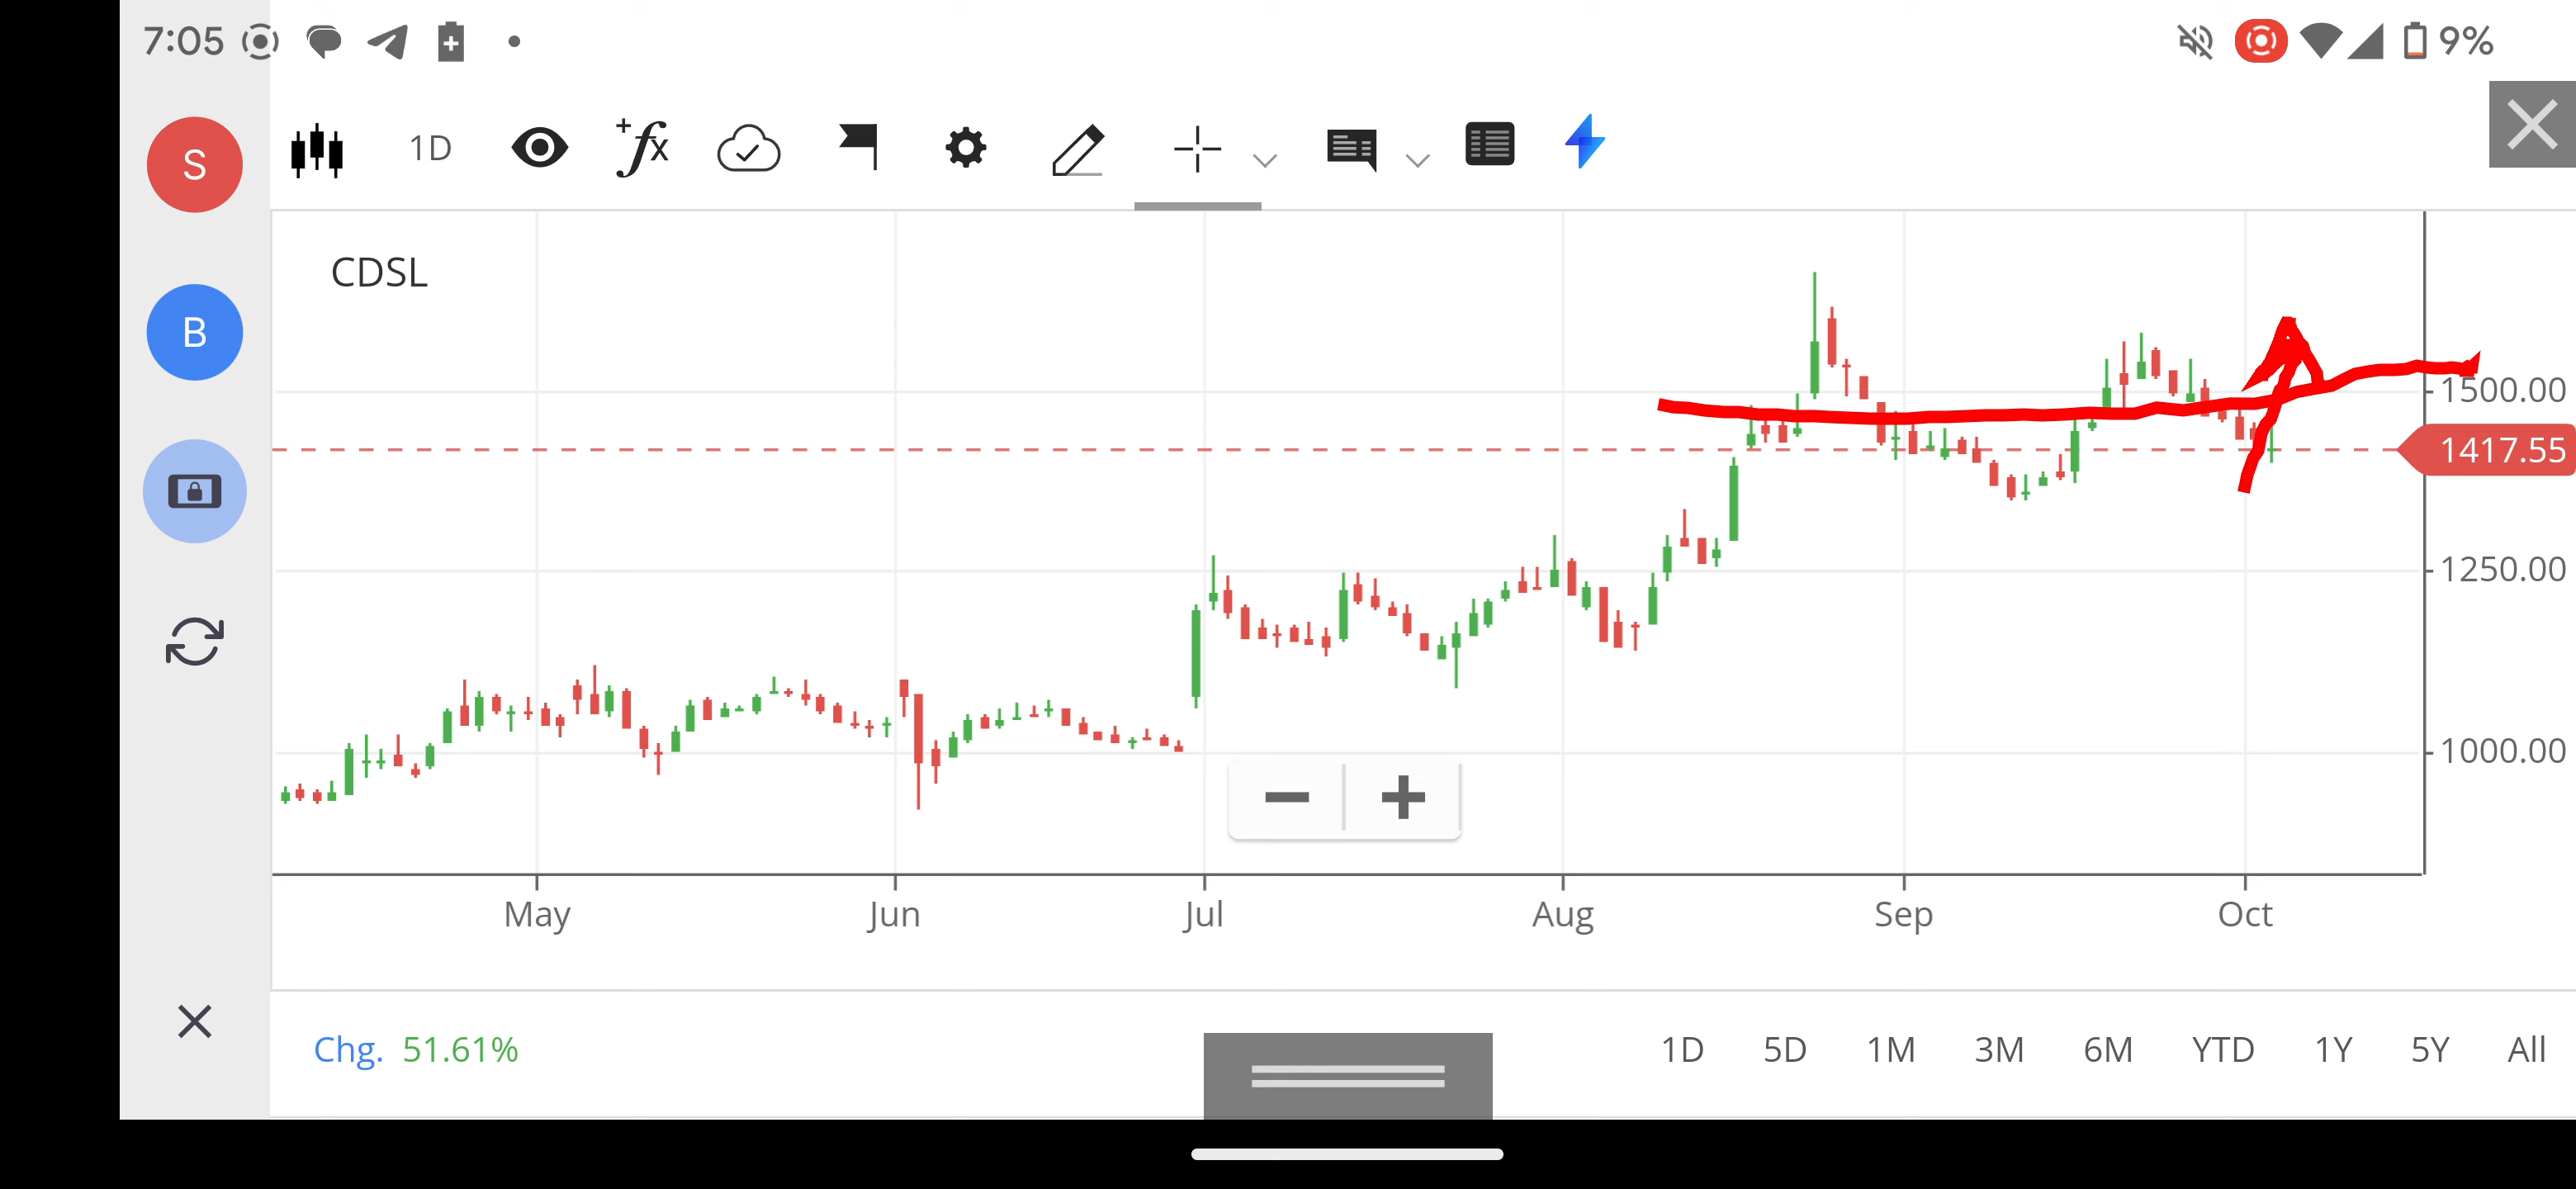 7:05
9%
S
1D
B
CDSL
1500.00
1417.55
1250.00
1000.00
May Jun Jul Aug Sep Oct
Chg. 51.61%
1D 5D 1M 3M 6M YTD 1Y 5Y All